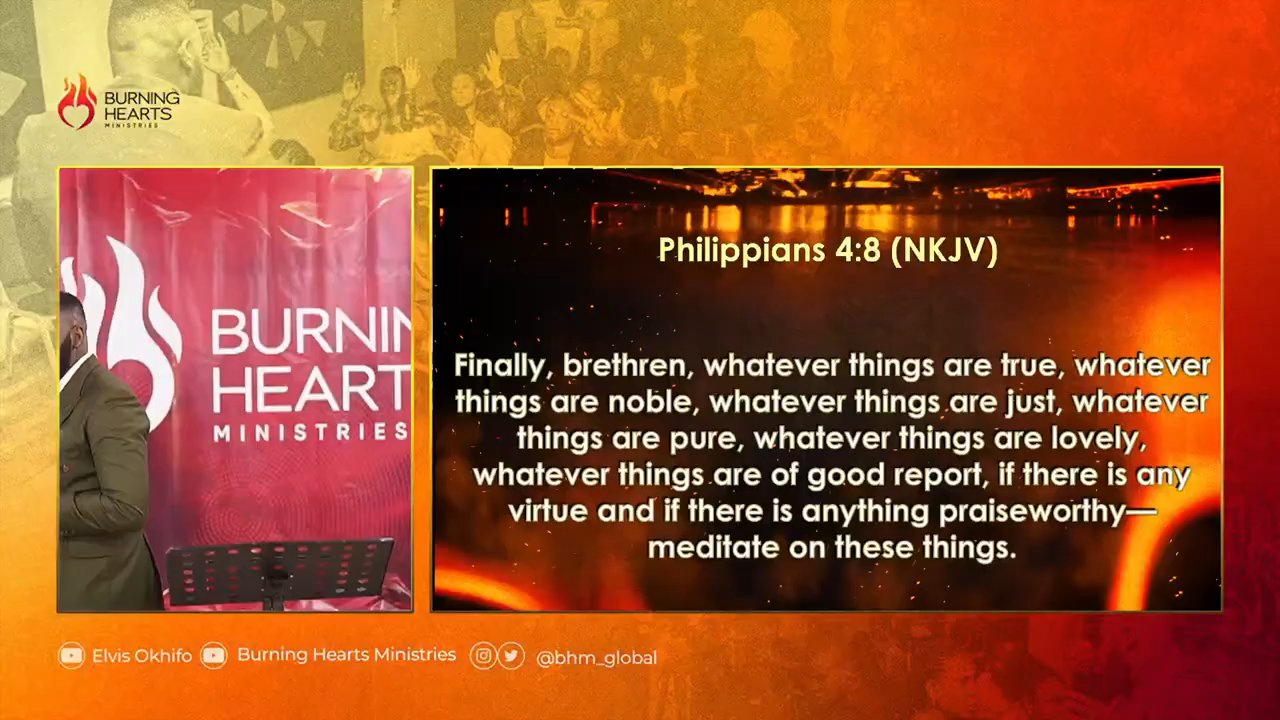 BURNING
HEARTS
MINISTRIES
BURNIN
HEART
MINISTRIES
Philippians 4:8 (NKJV)
Finally, brethren, whatever things are true, whatever
things are noble, whatever things are just, whatever
things are pure, whatever things are lovely,
whatever things are of good report, if there is any
virtue and if there is anything praiseworthy—
meditate on these things.
Elvis Okhifo Burning Hearts Ministries @bhm_global